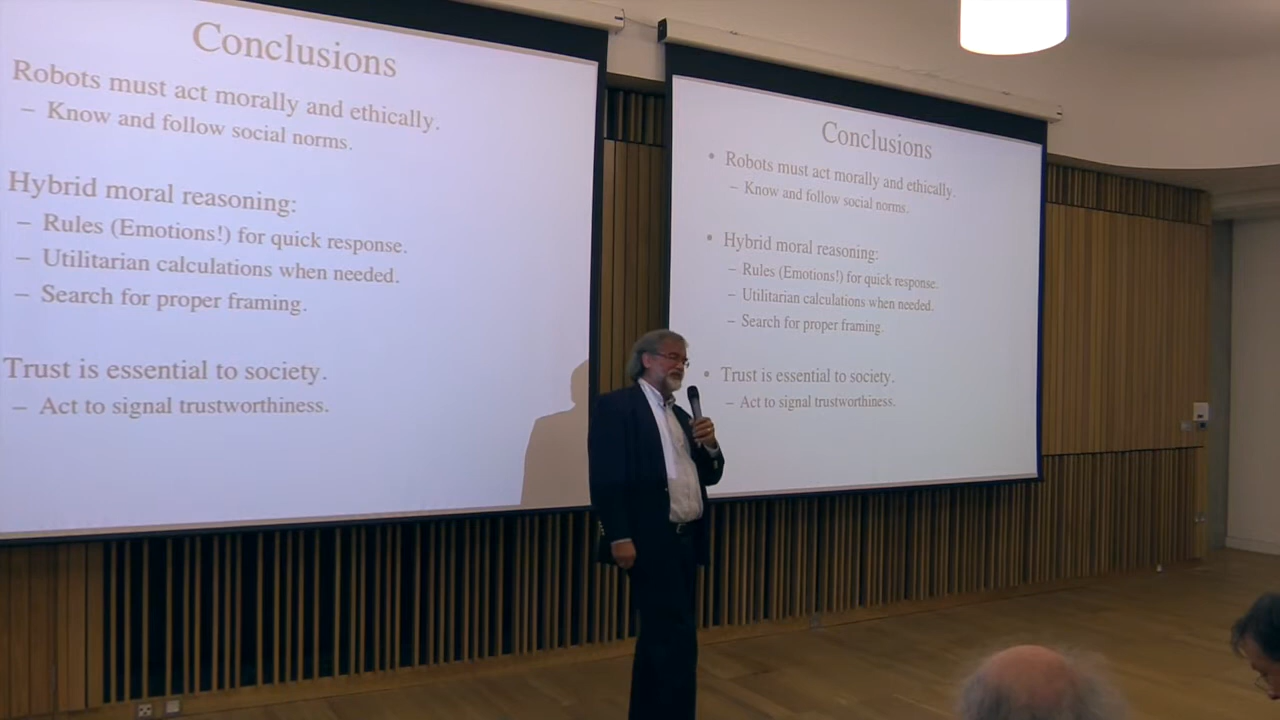 Conclusions
Robots must act morally and ethically.
– Know and follow social norms.
Hybrid moral reasoning:
– Rules (Emotions!) for quick response.
– Utilitarian calculations when needed.
– Search for proper framing.
Trust is essential to society.
– Act to signal trustworthiness.
Conclusions
• Robots must act morally and ethically.
– Know and follow social norms.
• Hybrid moral reasoning:
– Rules (Emotions!) for quick response.
– Utilitarian calculations when needed.
– Search for proper framing.
• Trust is essential to society.
– Act to signal trustworthiness.